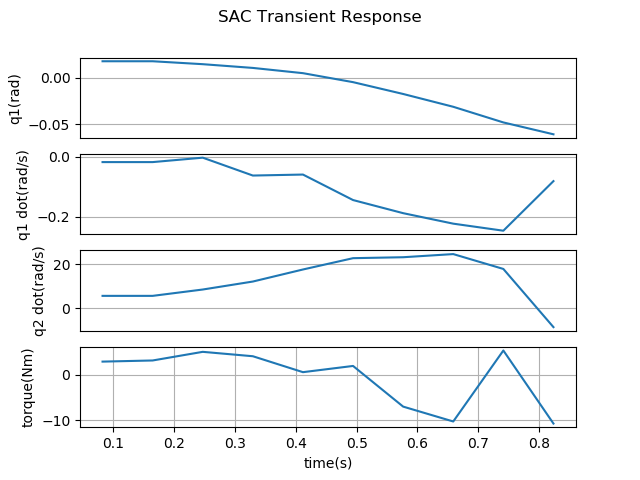 SAC Transient Response
q1(rad)
0.00
−0.05
q1 dot(rad/s)
0.0
−0.2
q2 dot(rad/s)
20
0
torque(Nm)
0
−10
0.1 0.2 0.3 0.4 0.5 0.6 0.7 0.8
time(s)